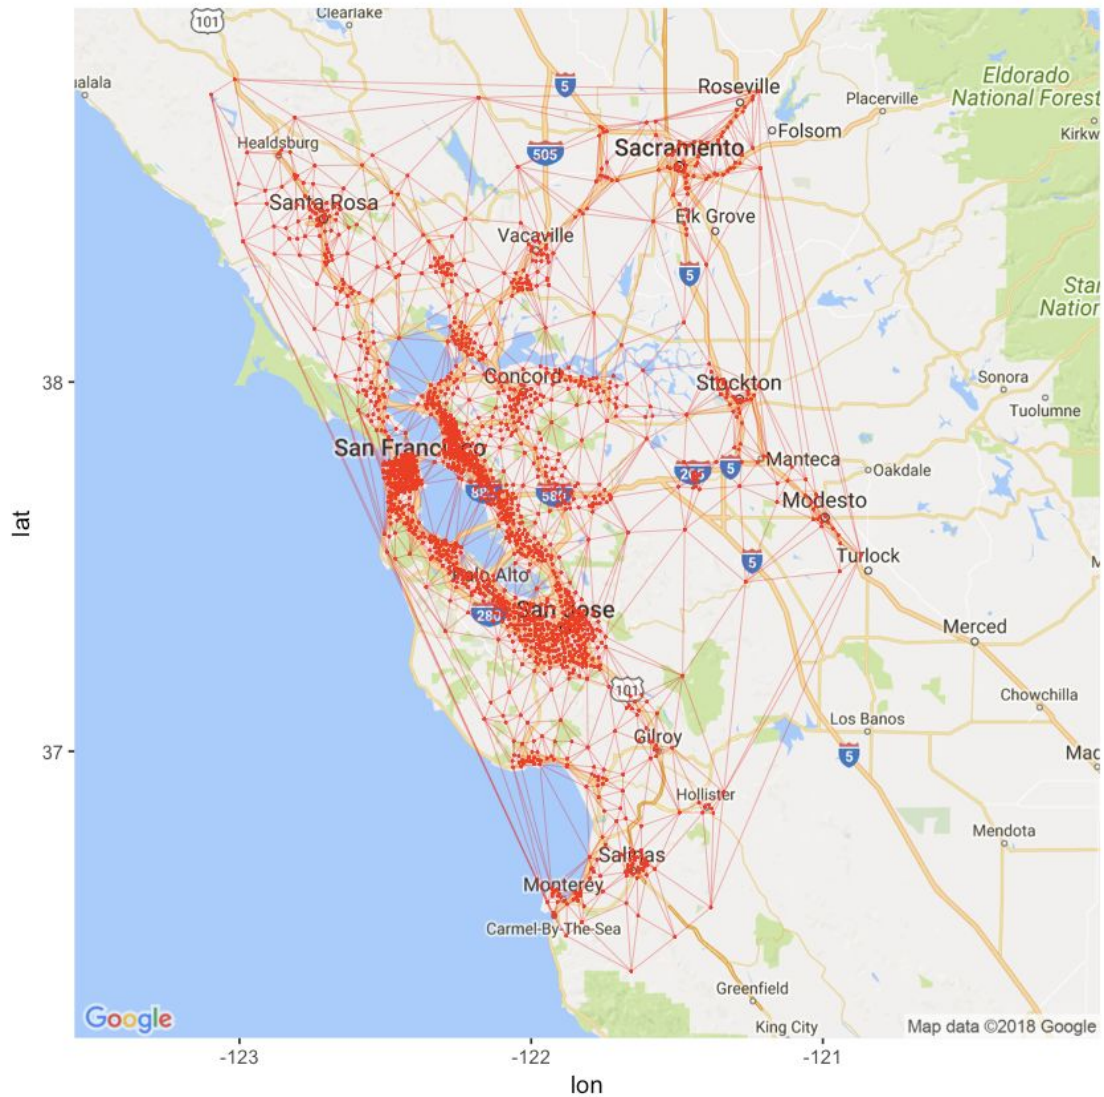 Clearlake
101
5
Roseville
Eldorado
National Forest
Placerville
Folsom
Kirkw
Healdsburg
505
Sacramento
Santa Rosa
Elk Grove
Vacaville
5
Star
Nation
38
Concord
Stockton
Sonora
Tuolumne
San Francisco
Manteca
5
Oakdale
580
Modesto
lat
5
Turlock
Palo Alto
280
San Jose
Merced
101
Chowchilla
Los Banos
Gilroy
37
5
Mad
Hollister
Mendota
Salinas
Monterey
Carmel-By-The-Sea
Greenfield
Google
King City
Map data ©2018 Google
-123
-122
-121
lon